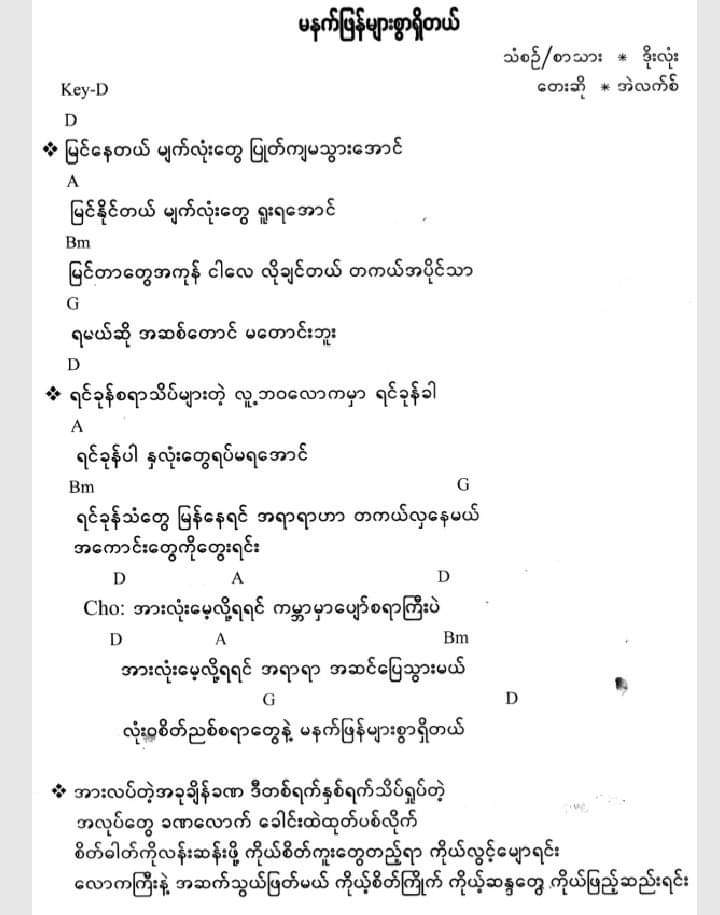 မနက်ဖြန်များစွာရှိတယ်
သံစဉ်/စာသား * ဒိုးလုံး
Key-D
တေးဆို * အဲလက်စ်
D
❖ မြင်နေတယ် မျက်လုံးတွေ ပြုတ်ကျမသွားအောင်
A
မြင်နိုင်တယ် မျက်လုံးတွေ ရူးရအောင်
Bm
မြင်တာတွေအကုန် ငါလေ လိုချင်တယ် တကယ်အပိုင်သာ
G
ရမယ်ဆို အဆစ်တောင် မတောင်းဘူး
D
❖ ရင်ခုန်စရာသိပ်များတဲ့ လူ့ဘဝလောကမှာ ရင်ခုန်ခါ
A
ရင်ခုန်ပါ နှလုံးတွေရပ်မရအောင်
Bm G
ရင်ခုန်သံတွေ မြန်နေရင် အရာရာဟာ တကယ်လှနေမယ်
အကောင်းတွေကိုတွေးရင်း
D A D
Cho: အားလုံးမေ့လို့ရရင် ကမ္ဘာမှာပျော်စရာကြီးပဲ
D A Bm
အားလုံးမေ့လို့ရရင် အရာရာ အဆင်ပြေသွားမယ်
G D
လုံးဝစိတ်ညစ်စရာတွေနဲ့ မနက်ဖြန်များစွာရှိတယ်
❖ အားလပ်တဲ့အခုချိန်ခဏ ဒီတစ်ရက်နှစ်ရက်သိပ်ရှုပ်တဲ့
အလုပ်တွေ ခဏလောက် ခေါင်းထဲထုတ်ပစ်လိုက်
စိတ်ဓါတ်ကိုလန်းဆန်းဖို့ ကိုယ်စိတ်ကူးတွေတည့်ရာ ကိုယ်လွင့်မျောရင်း
လောကကြီးနဲ့ အဆက်သွယ်ဖြတ်မယ် ကိုယ့်စိတ်ကြိုက် ကိုယ့်ဆန္ဒတွေ ကိုယ်ဖြည့်ဆည်းရင်း